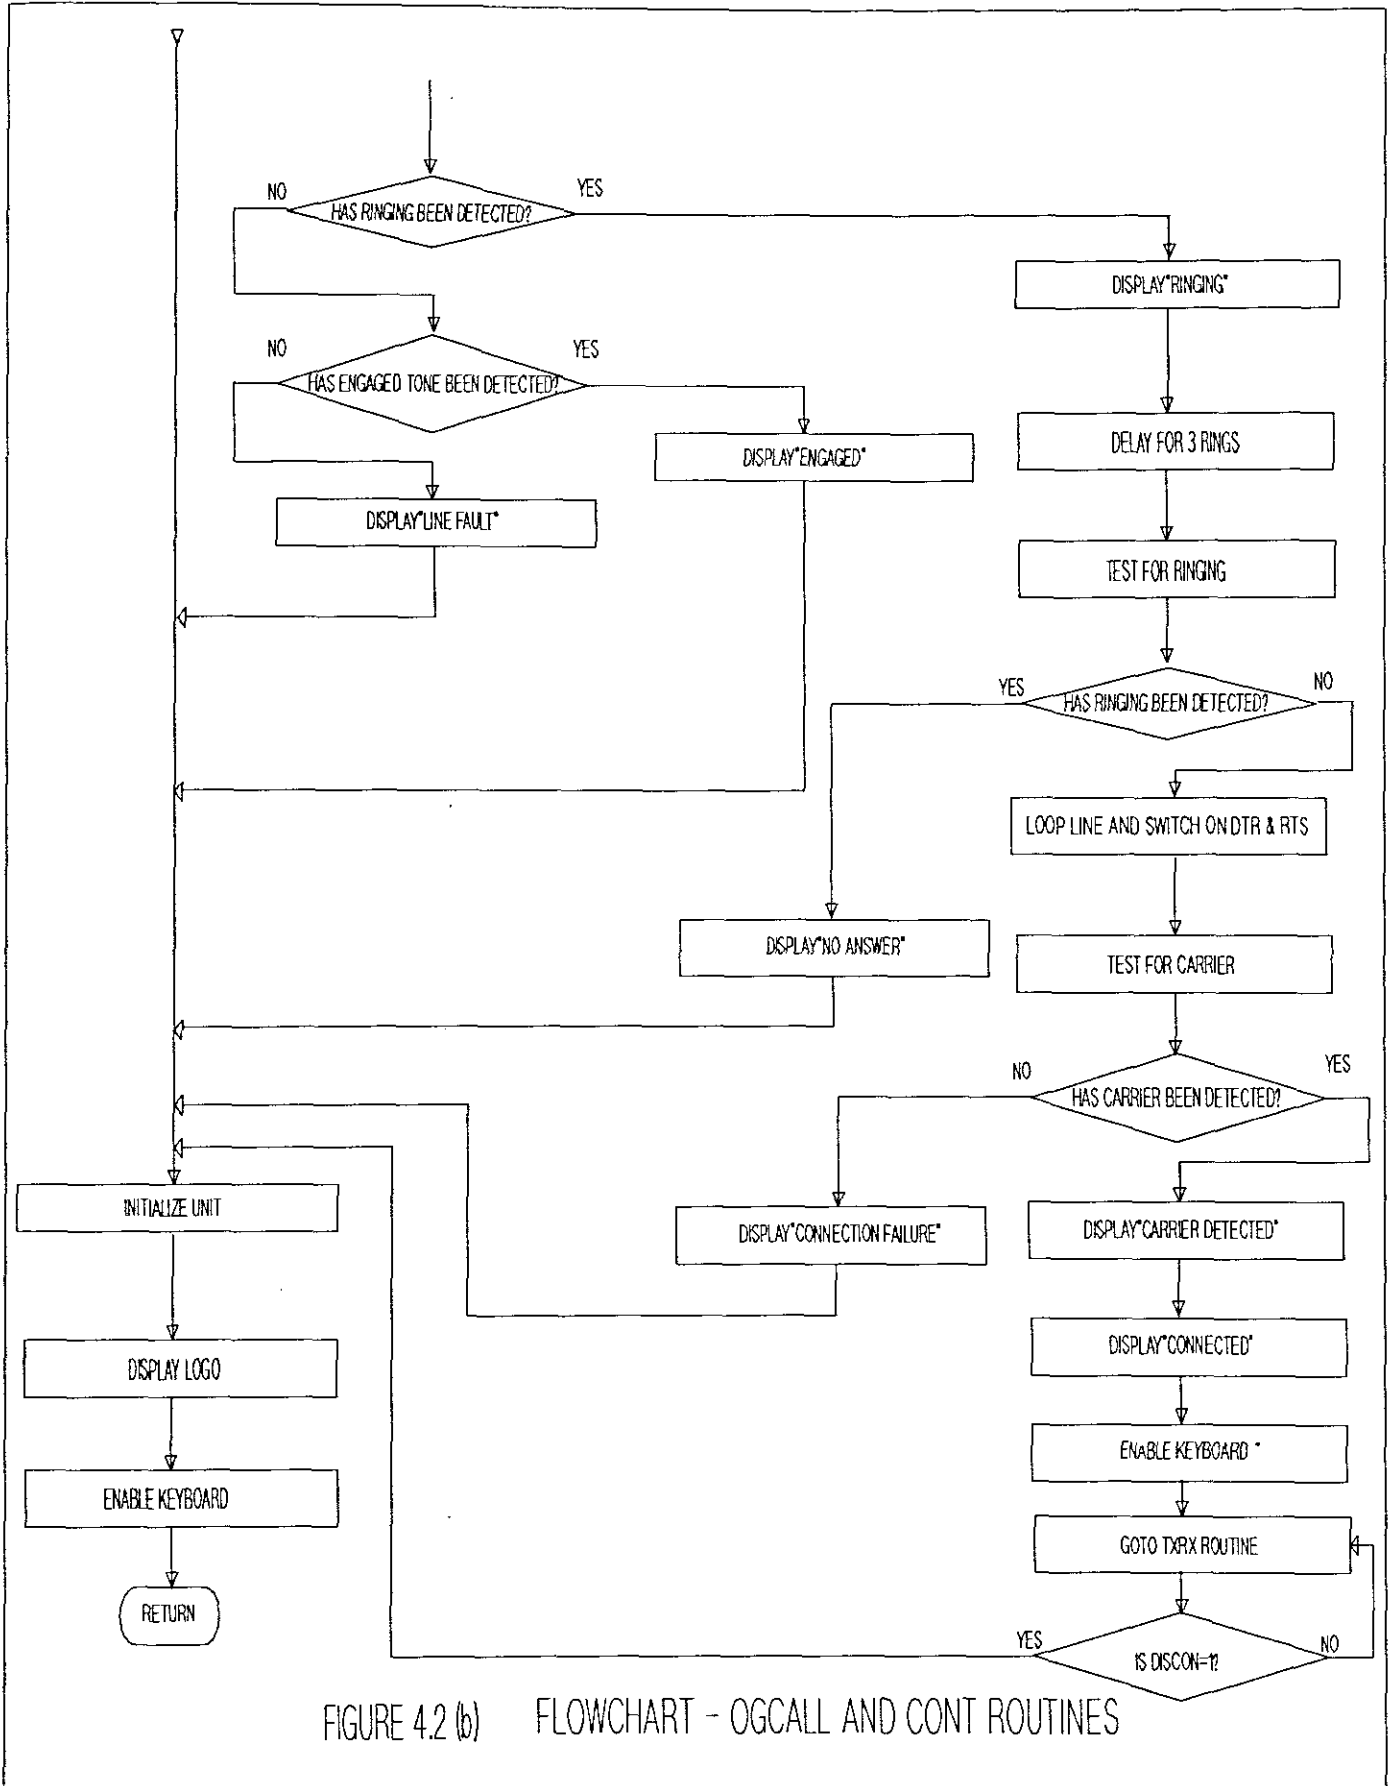 NO
YES
HAS RINGING BEEN DETECTED?
DISPLAY"RINGING"
NO
YES
HAS ENGAGED TONE BEEN DETECTED?
DISPLAY"ENGAGED"
DELAY FOR 3 RINGS
DISPLAY"LINE FAULT"
TEST FOR RINGING
YES
NO
HAS RINGING BEEN DETECTED?
LOOP LINE AND SWITCH ON DTR & RTS
DISPLAY"NO ANSWER"
TEST FOR CARRIER
NO
YES
HAS CARRIER BEEN DETECTED?
INITIALIZE UNIT
DISPLAY"CONNECTION FAILURE"
DISPLAY"CARRIER DETECTED"
DISPLAY"CONNECTED"
DISPLAY LOGO
ENABLE KEYBOARD "
ENABLE KEYBOARD
GOTO TXRX ROUTINE
RETURN
YES
NO
IS DISCON=1?
FIGURE 4.2 (b) FLOWCHART - OGCALL AND CONT ROUTINES